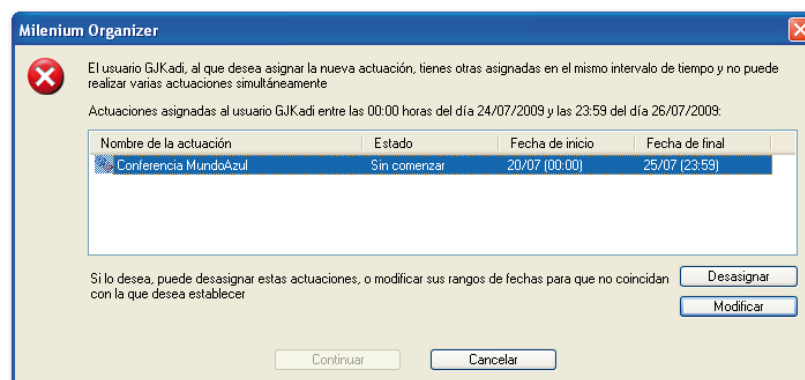 Milenium Organizer
El usuario GJKadi, al que desea asignar la nueva actuación, tienes otras asignadas en el mismo intervalo de tiempo y no puede
realizar varias actuaciones simultáneamente
Actuaciones asignadas al usuario GJKadi entre las 00:00 horas del día 24/07/2009 y las 23:59 del día 26/07/2009:
Nombre de la actuación Estado Fecha de inicio Fecha de final
Conferencia MundoAzul Sin comenzar 20/07 (00:00) 25/07 (23:59)
Si lo desea, puede desasignar estas actuaciones, o modificar sus rangos de fechas para que no coincidan
con la que desea establecer
Desasignar
Modificar
Continuar Cancelar